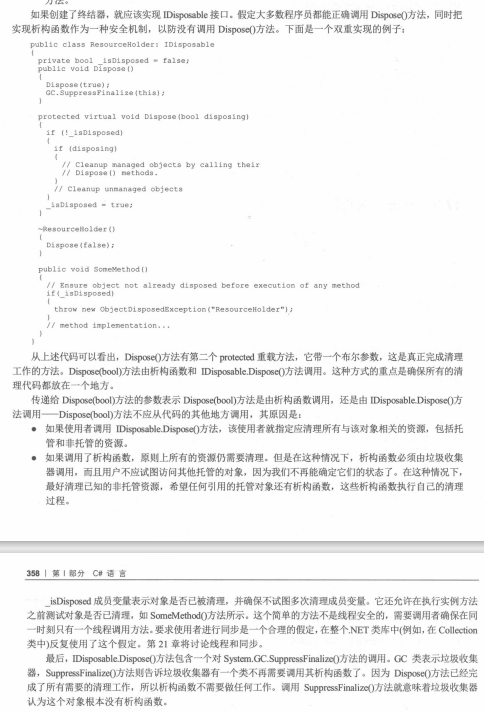 方法。
如果创建了终结器，就应该实现 IDisposable 接口。假定大多数程序员都能正确调用 Dispose()方法，同时把
实现析构函数作为一种安全机制，以防没有调用 Dispose()方法。下面是一个双重实现的例子：
public class ResourceHolder: IDisposable
{
private bool _isDisposed = false;
public void Dispose()
{
Dispose(true);
GC.SuppressFinalize(this);
}
protected virtual void Dispose(bool disposing)
{
if (!_isDisposed)
{
if (disposing)
{
// Cleanup managed objects by calling their
// Dispose() methods.
}
// Cleanup unmanaged objects
}
_isDisposed = true;
}
~ResourceHolder()
{
Dispose(false);
}
public void SomeMethod()
{
// Ensure object not already disposed before execution of any method
if(_isDisposed)
{
throw new ObjectDisposedException("ResourceHolder");
}
// method implementation...
}
}
从上述代码可以看出，Dispose()方法有第二个 protected 重载方法，它带一个布尔参数，这是真正完成清理
工作的方法。Dispose(bool)方法由析构函数和 IDisposable.Dispose()方法调用。这种方式的重点是确保所有的清
理代码都放在一个地方。
传递给 Dispose(bool)方法的参数表示 Dispose(bool)方法是由析构函数调用，还是由 IDisposable.Dispose()方
法调用——Dispose(bool)方法不应从代码的其他地方调用，其原因是：
● 如果使用者调用 IDisposable.Dispose()方法，该使用者就指定应清理所有与该对象相关的资源，包括托
管和非托管的资源。
● 如果调用了析构函数，原则上所有的资源仍需要清理。但是在这种情况下，析构函数必须由垃圾收集
器调用，而且用户不应试图访问其他托管的对象，因为我们不再能确定它们的状态了。在这种情况下，
最好清理已知的非托管资源，希望任何引用的托管对象还有析构函数，这些析构函数执行自己的清理
过程。
358 | 第 I 部分 C# 语 言
_isDisposed 成员变量表示对象是否已被清理，并确保不试图多次清理成员变量。它还允许在执行实例方法
之前测试对象是否已清理，如 SomeMethod()方法所示。这个简单的方法不是线程安全的，需要调用者确保在同
一时刻只有一个线程调用方法。要求使用者进行同步是一个合理的假定，在整个.NET 类库中(例如，在 Collection
类中)反复使用了这个假定。第 21 章将讨论线程和同步。
最后，IDisposable.Dispose()方法包含一个对 System.GC.SuppressFinalize()方法的调用。GC 类表示垃圾收集
器，SuppressFinalize()方法则告诉垃圾收集器有一个类不再需要调用其析构函数了。因为 Dispose()方法已经完
成了所有需要的清理工作，所以析构函数不需要做任何工作。调用 SuppressFinalize()方法就意味着垃圾收集器
认为这个对象根本没有析构函数。